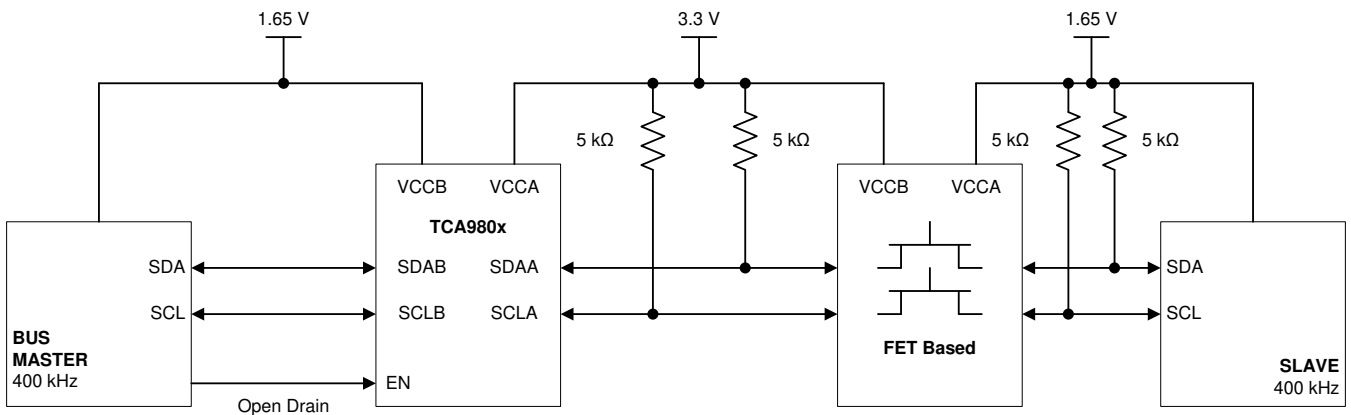 1.65 V
3.3 V
1.65 V
5 kΩ
5 kΩ
5 kΩ
5 kΩ
VCCB
VCCA
TCA980x
SDAB
SDAA
SCLB
SCLA
EN
VCCB
VCCA
FET Based
SDA
SCL
BUS
MASTER
400 kHz
Open Drain
SDA
SCL
SLAVE
400 kHz